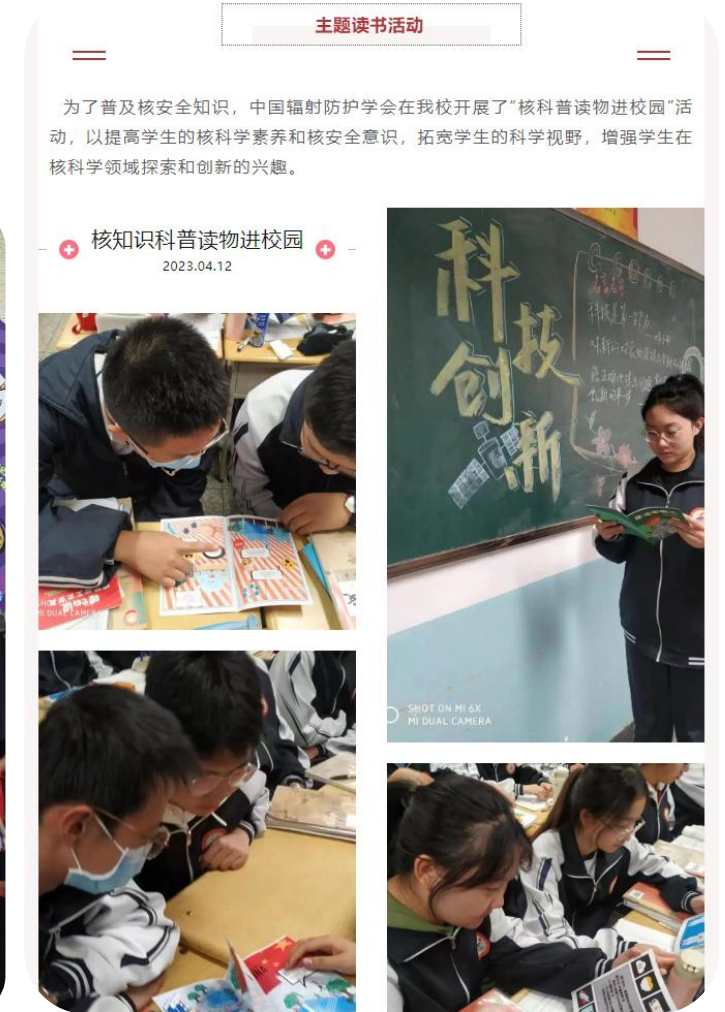 主题读书活动
为了普及核安全知识，中国辐射防护学会在我校开展了“核科普读物进校园”活
动，以提高学生的核科学素养和核安全意识，拓宽学生的科学视野，增强学生在
核科学领域探索和创新的兴趣。
核知识科普读物进校园
2023.04.12
科技
创新
SHOT ON MI 6X
MI DUAL CAMERA
MI DUAL CAMERA